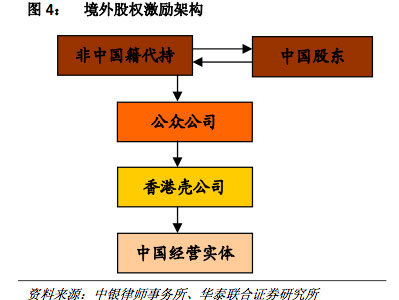 图 4： 境外股权激励架构
非中国籍代持 中国股东
公众公司
香港壳公司
中国经营实体
资料来源：中银律师事务所、华泰联合证券研究所